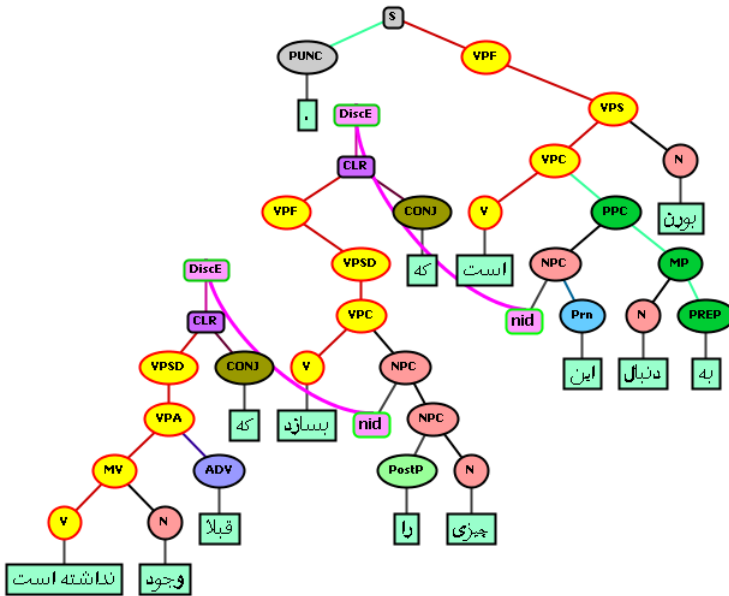 S
PUNC VPF
. DiscE VPS
CLR VPC N
VPF CONJ V PPC بورن
VPSD که است NPC MP
DiscE
CLR VPC nid Prn N PREP
VPSD CONJ V NPC این دنبال به
VPA که بسازد nid NPC
MV ADV PostP N
V N قبلا را چیزی
نداشته است وجود